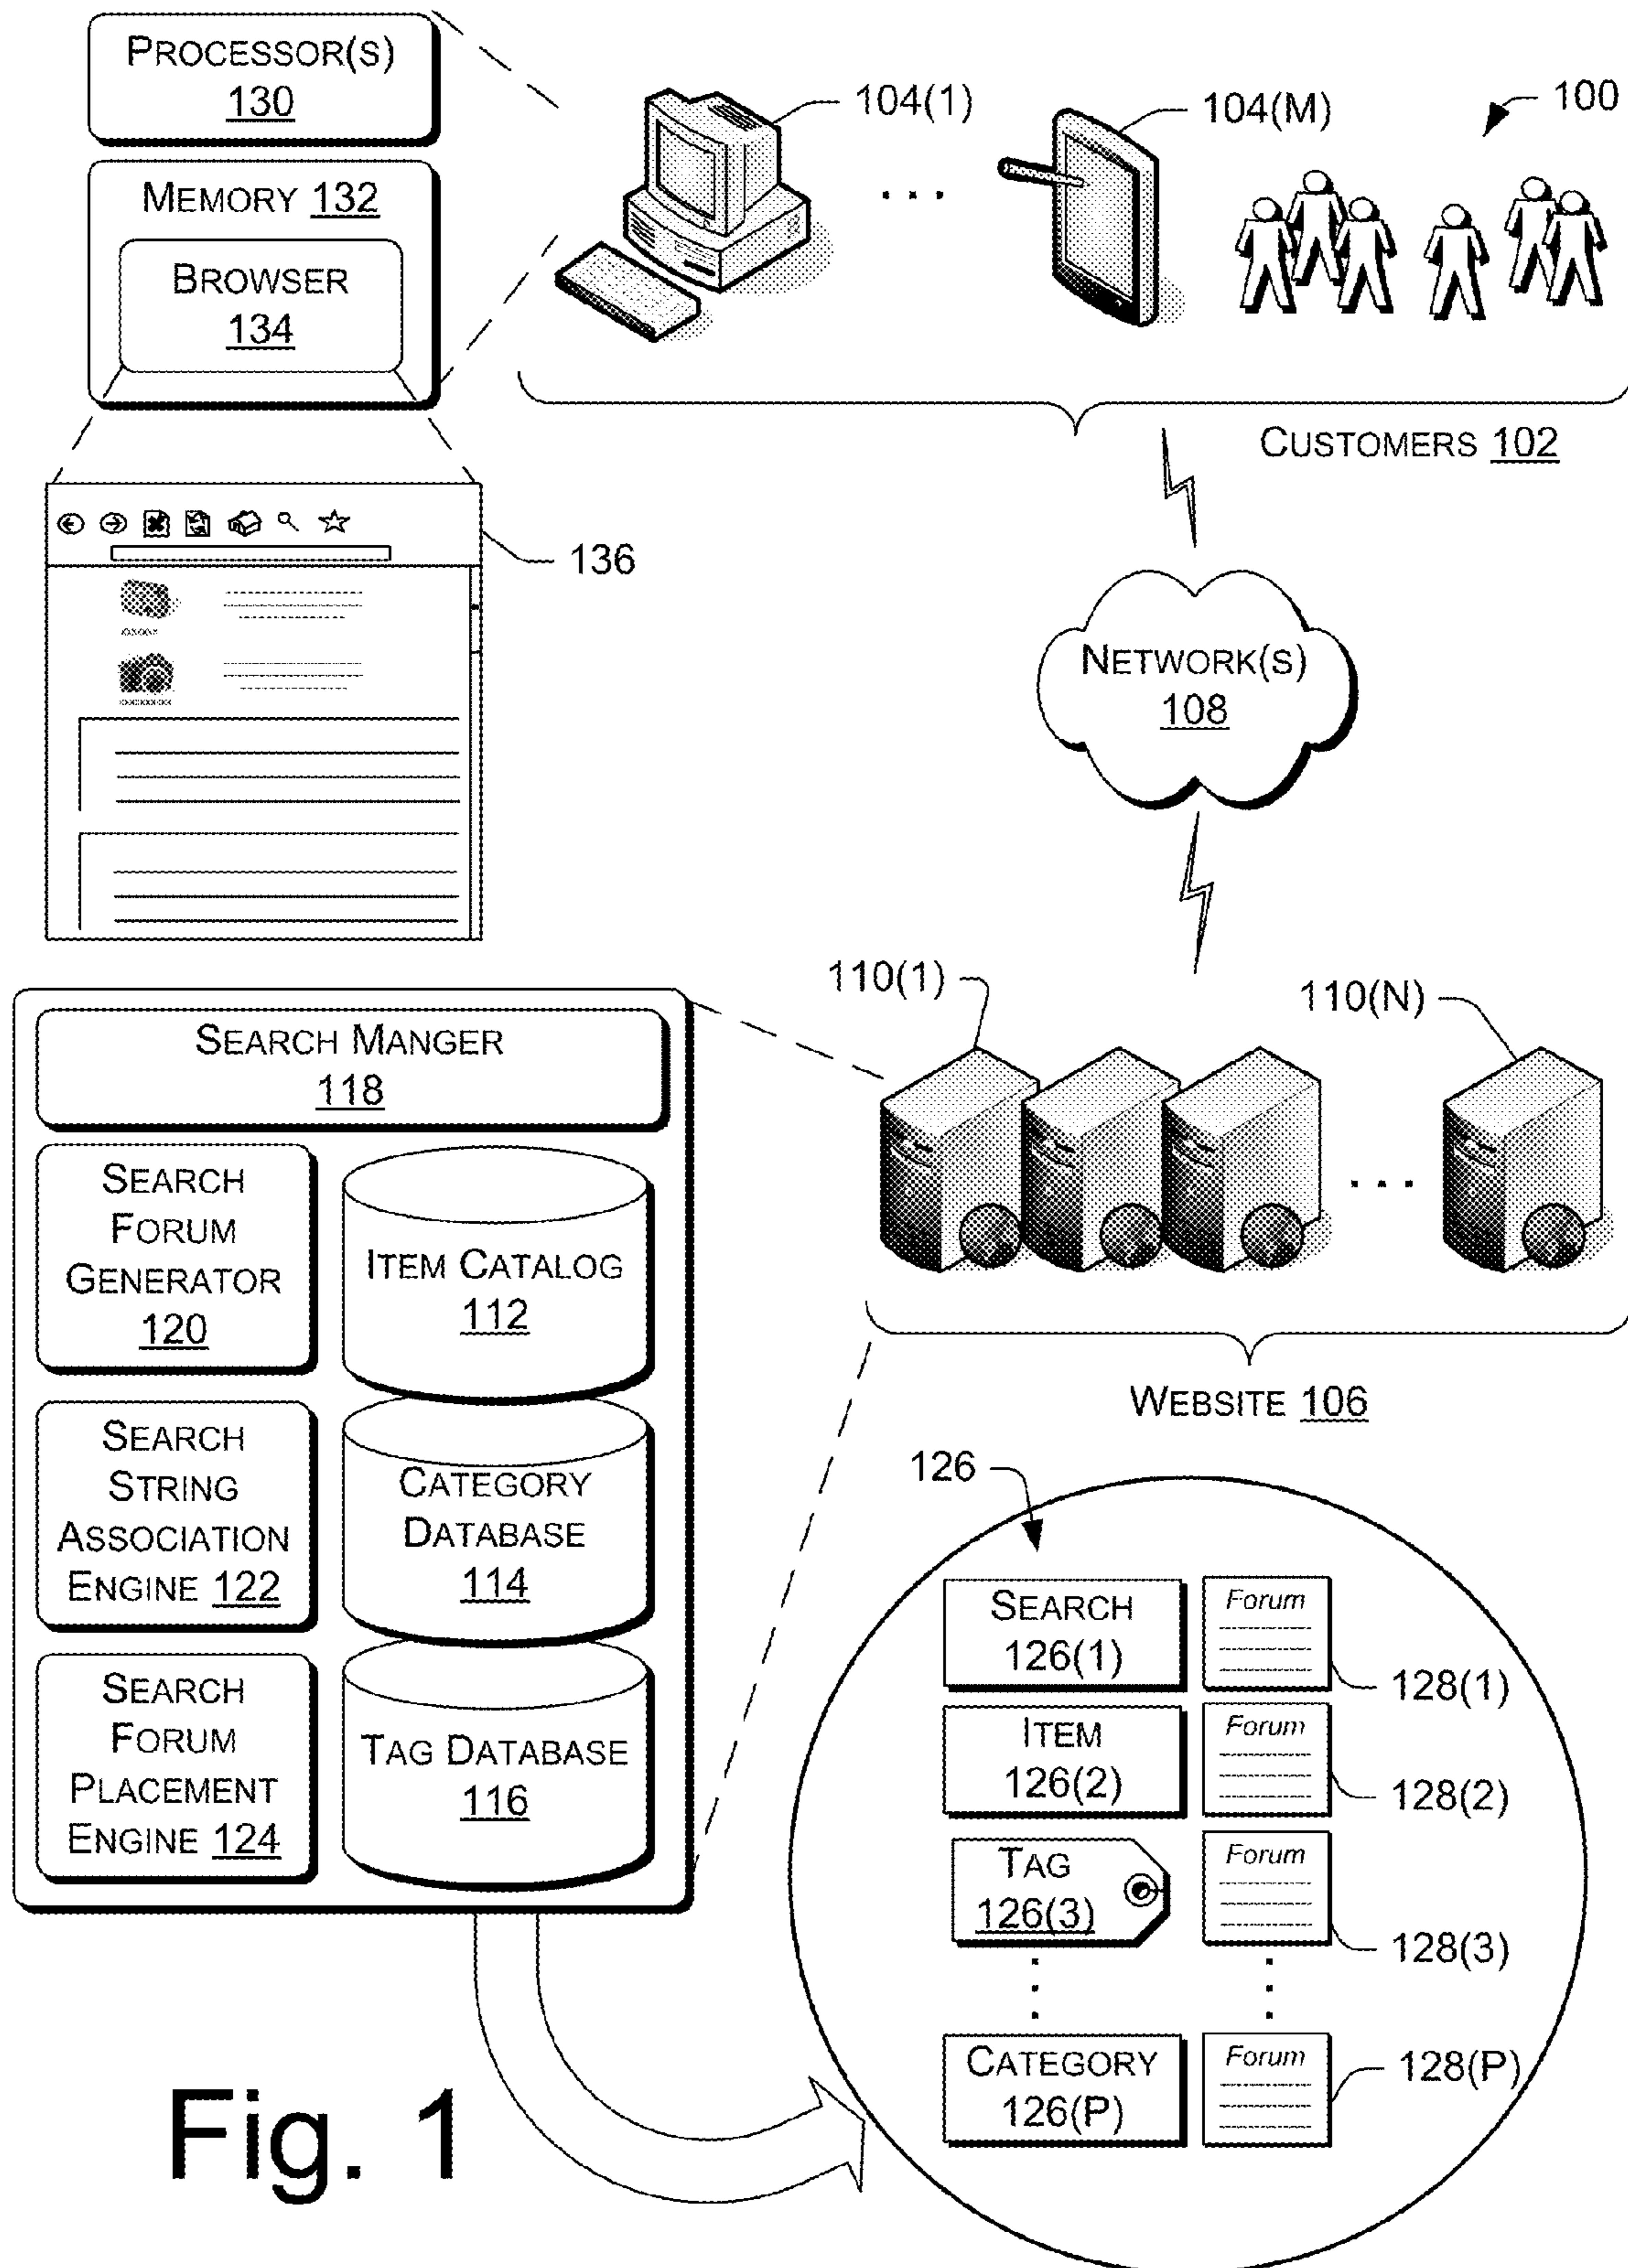 PROCESSOR(S)
130
MEMORY 132
BROWSER
134
104(1)
104(M)
100
CUSTOMERS 102
136
NETWORK(S)
108
110(1)
110(N)
WEBSITE 106
SEARCH MANGER
118
SEARCH
FORUM
GENERATOR
120
ITEM CATALOG
112
SEARCH
STRING
ASSOCIATION
ENGINE 122
CATEGORY
DATABASE
114
SEARCH
FORUM
PLACEMENT
ENGINE 124
TAG DATABASE
116
126
SEARCH
126(1)
Forum
128(1)
ITEM
126(2)
Forum
128(2)
TAG
126(3)
Forum
128(3)
CATEGORY
126(P)
Forum
128(P)
Fig. 1